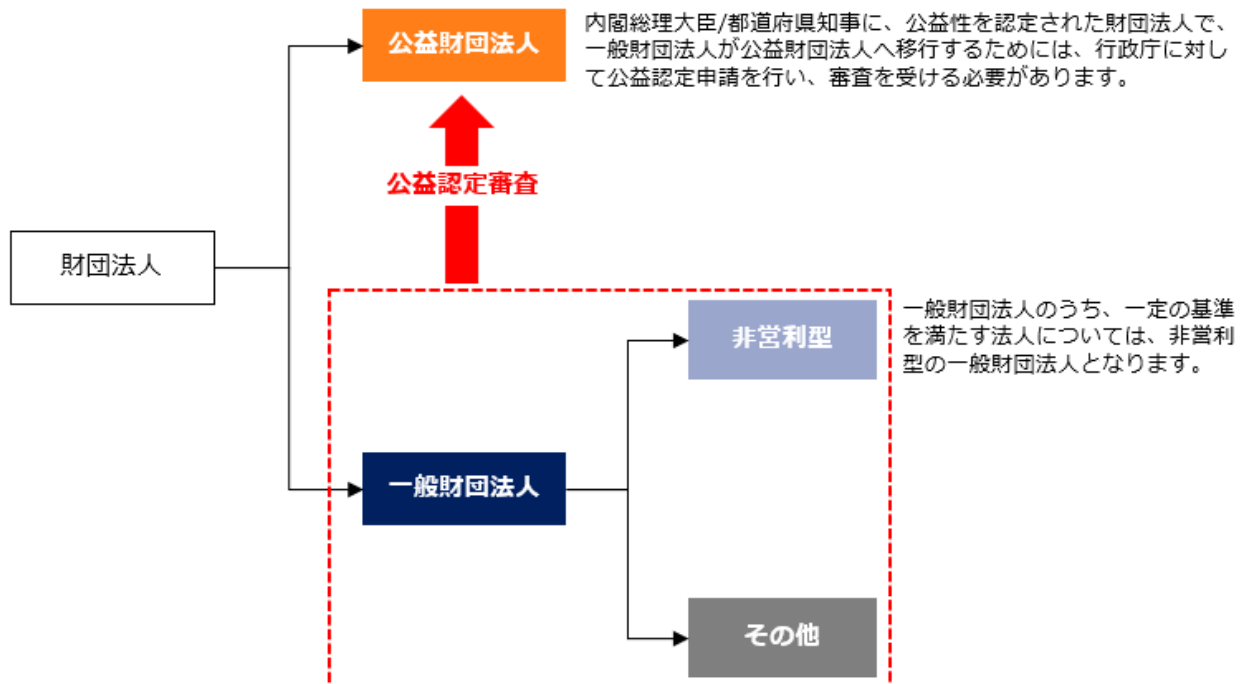 公益財団法人
内閣総理大臣/都道府県知事に、公益性を認定された財団法人で、
一般財団法人が公益財団法人へ移行するためには、行政庁に対し
て公益認定申請を行い、審査を受ける必要があります。
公益認定審査
財団法人
非営利型
一般財団法人のうち、一定の基準
を満たす法人については、非営利
型の一般財団法人となります。
一般財団法人
その他